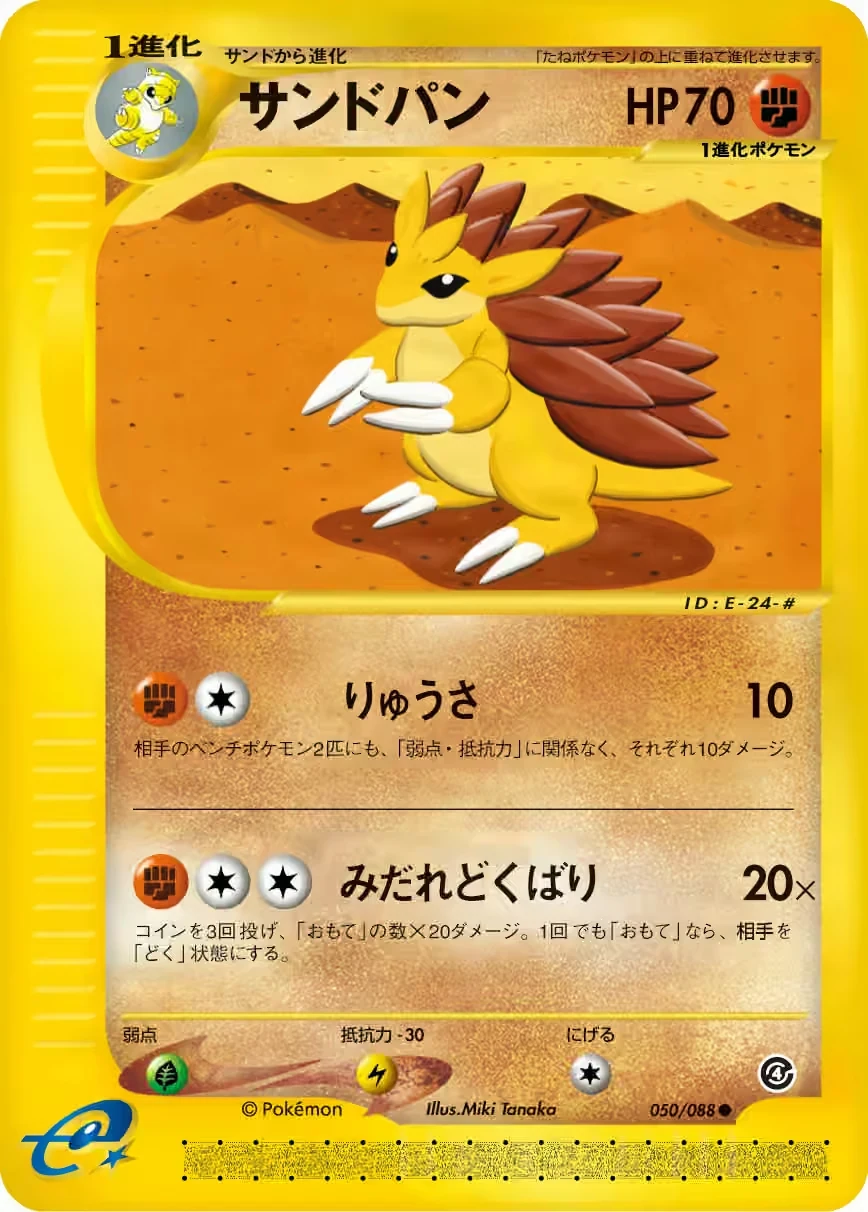 1進化
サンドから進化
「たねポケモン」の上に重ねて進化させます。
サンドパン
HP70
1進化ポケモン
ID:E-24-#
りゅうさ
10
相手のベンチポケモン2匹にも、「弱点・抵抗力」に関係なく、それぞれ10ダメージ。
みだれどくばり
20×
コインを3回投げ、「おもて」の数×20ダメージ。1回でも「おもて」なら、相手を
「どく」状態にする。
弱点
抵抗力 -30
にげる
4
© Pokémon
Illus.Miki Tanaka
050/088●
e